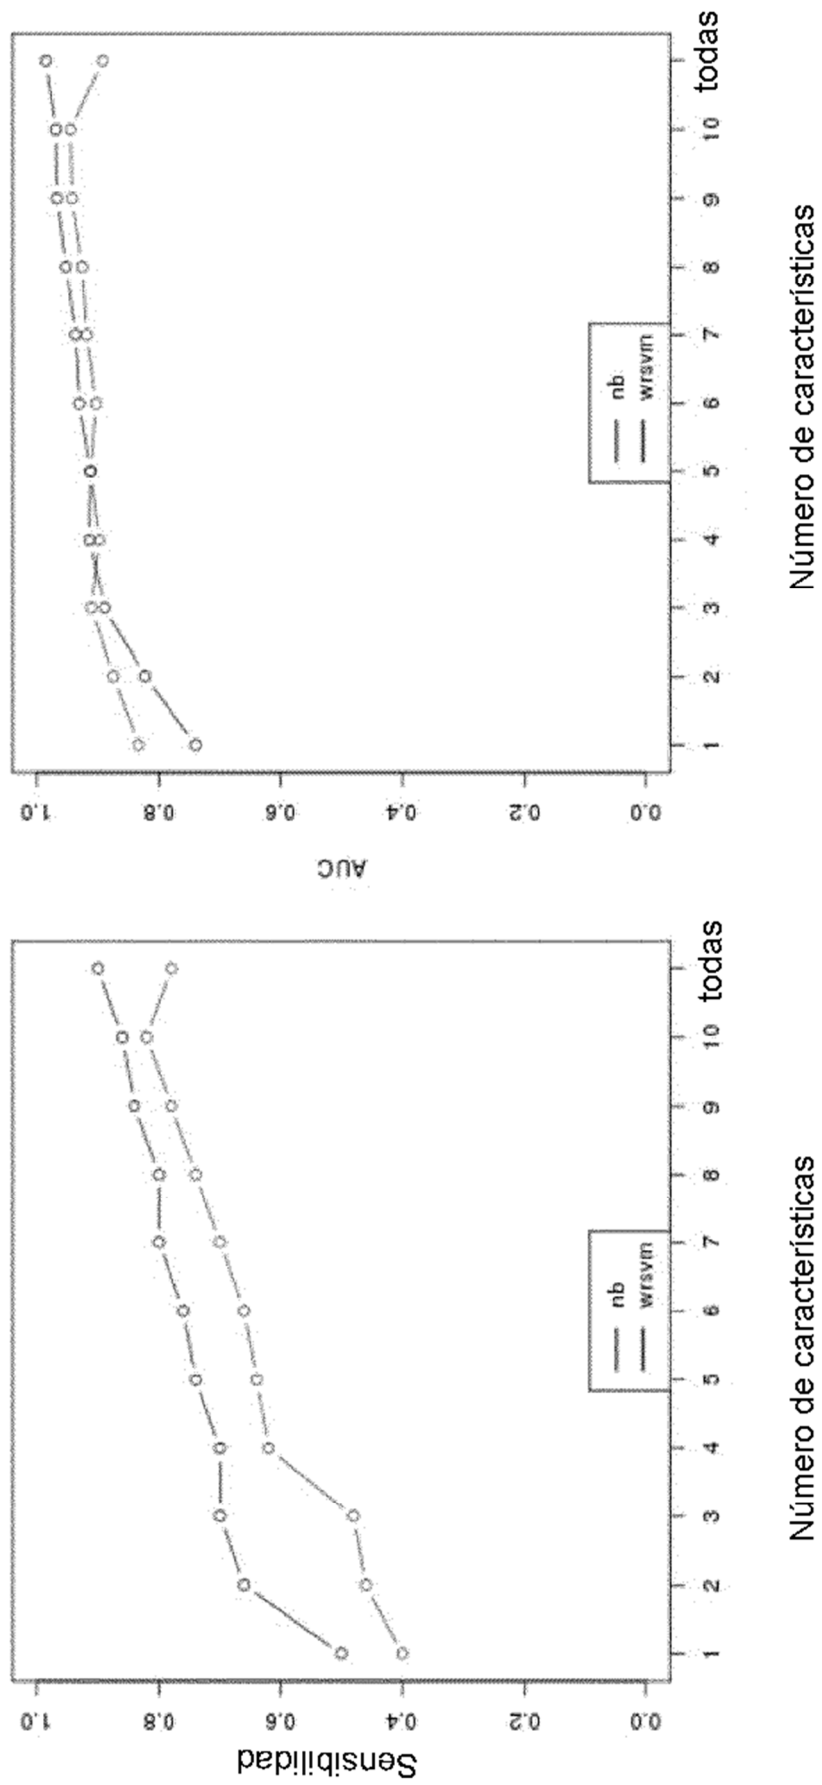 Sensibilidad
1.0
0.8
0.6
0.4
0.2
0.0
1 2 3 4 5 6 7 8 9 10 todas
nb
wrsvm
Número de características
AUC
1.0
0.8
0.6
0.4
0.2
0.0
1 2 3 4 5 6 7 8 9 10 todas
nb
wrsvm
Número de características